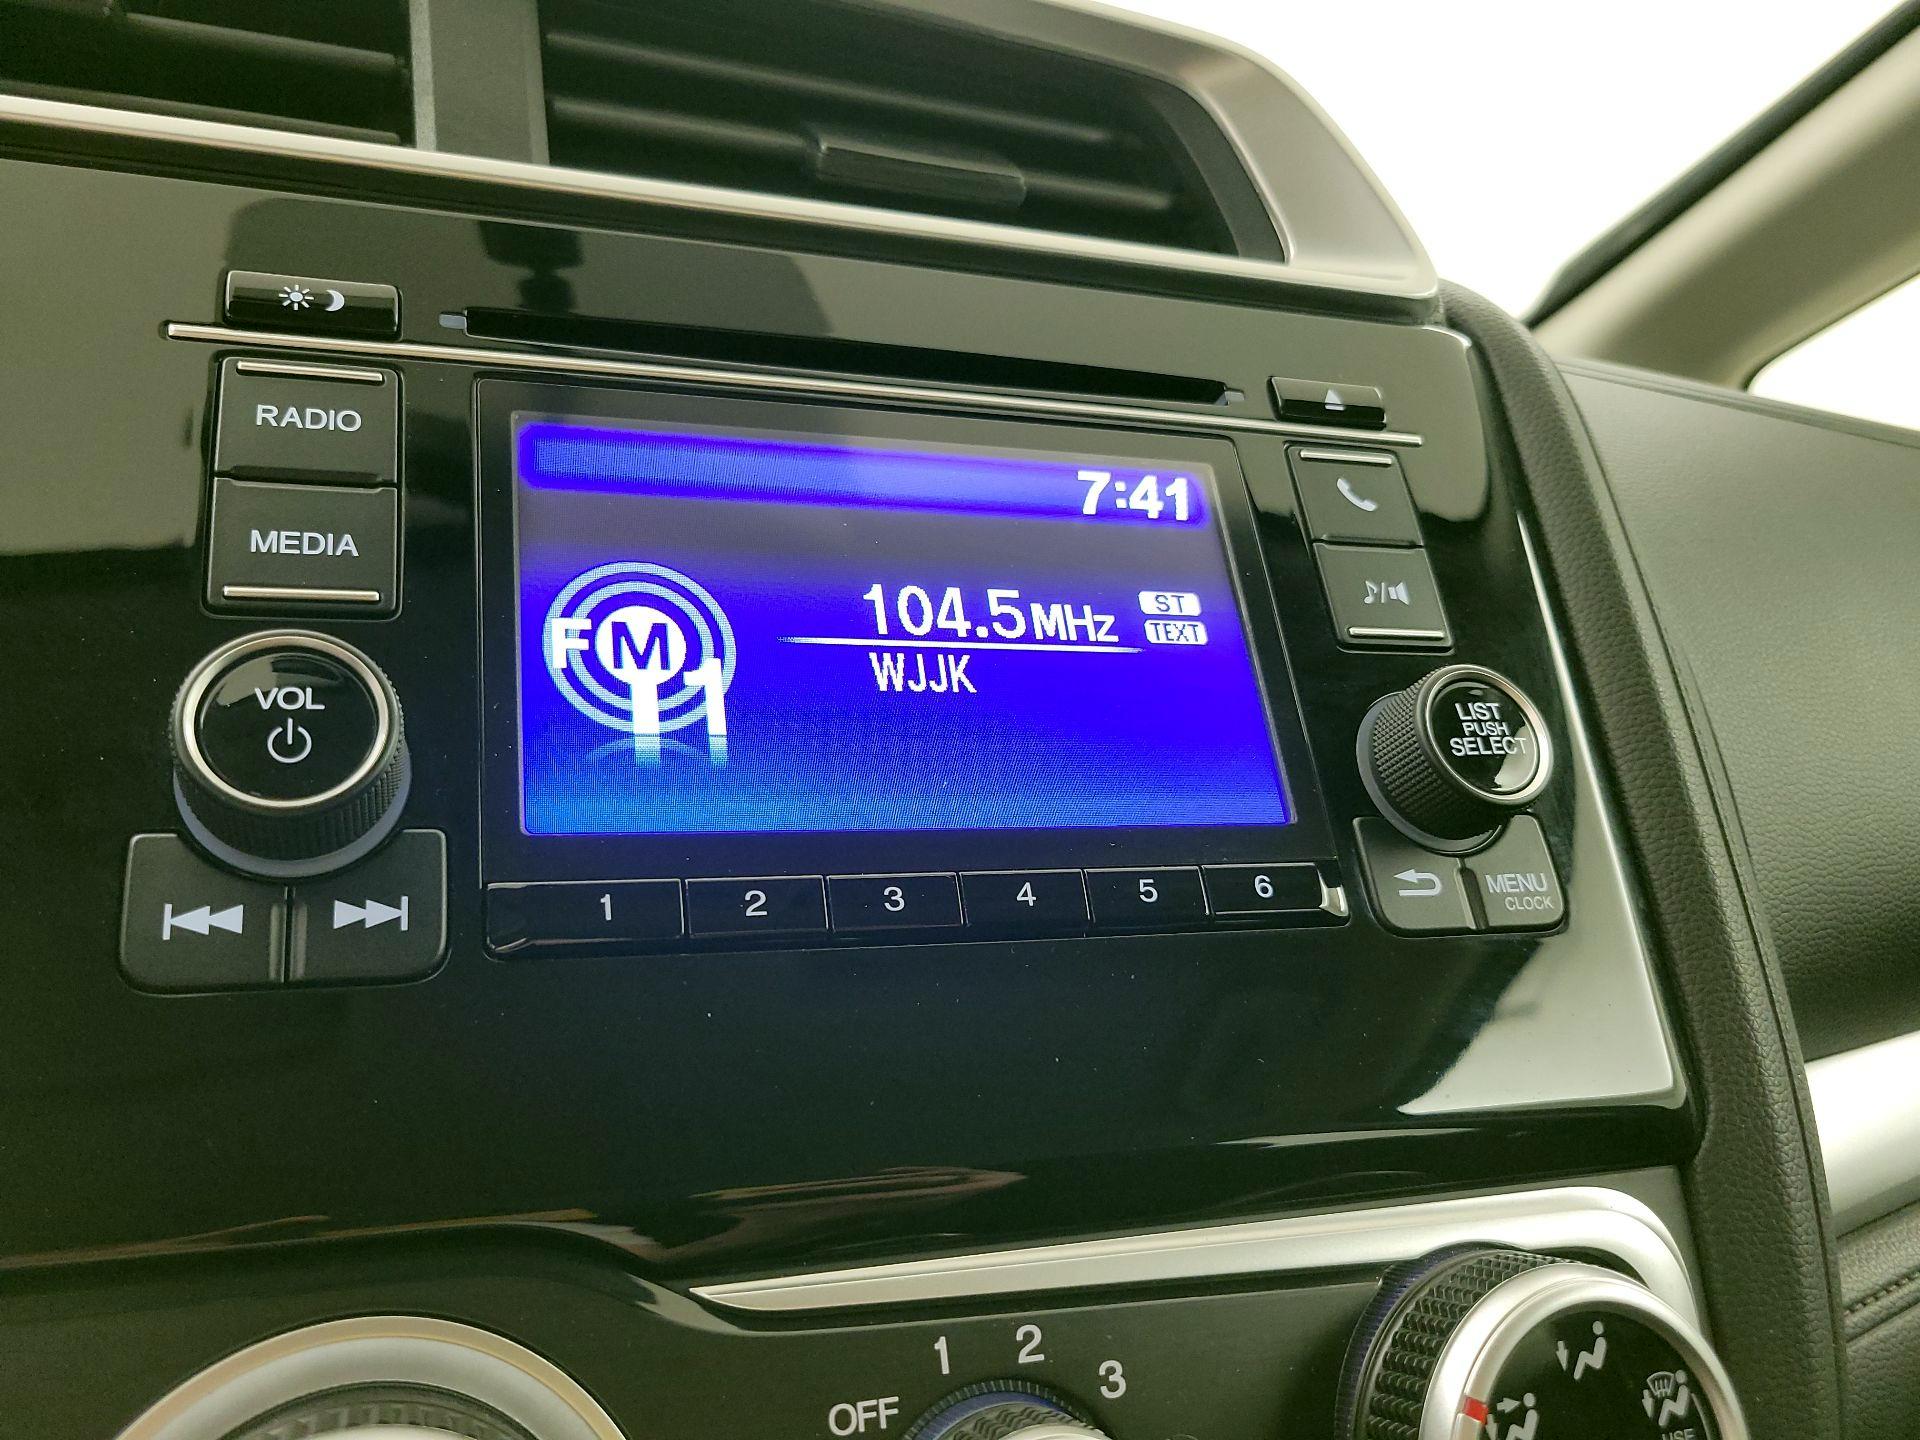 RADIO
MEDIA
VOL
7:41
FM
1
104.5MHz
ST
TEXT
WJJK
LIST
PUSH
SELECT
MENU
CLOCK
1 2 3 4 5 6
OFF 1 2 3
USE